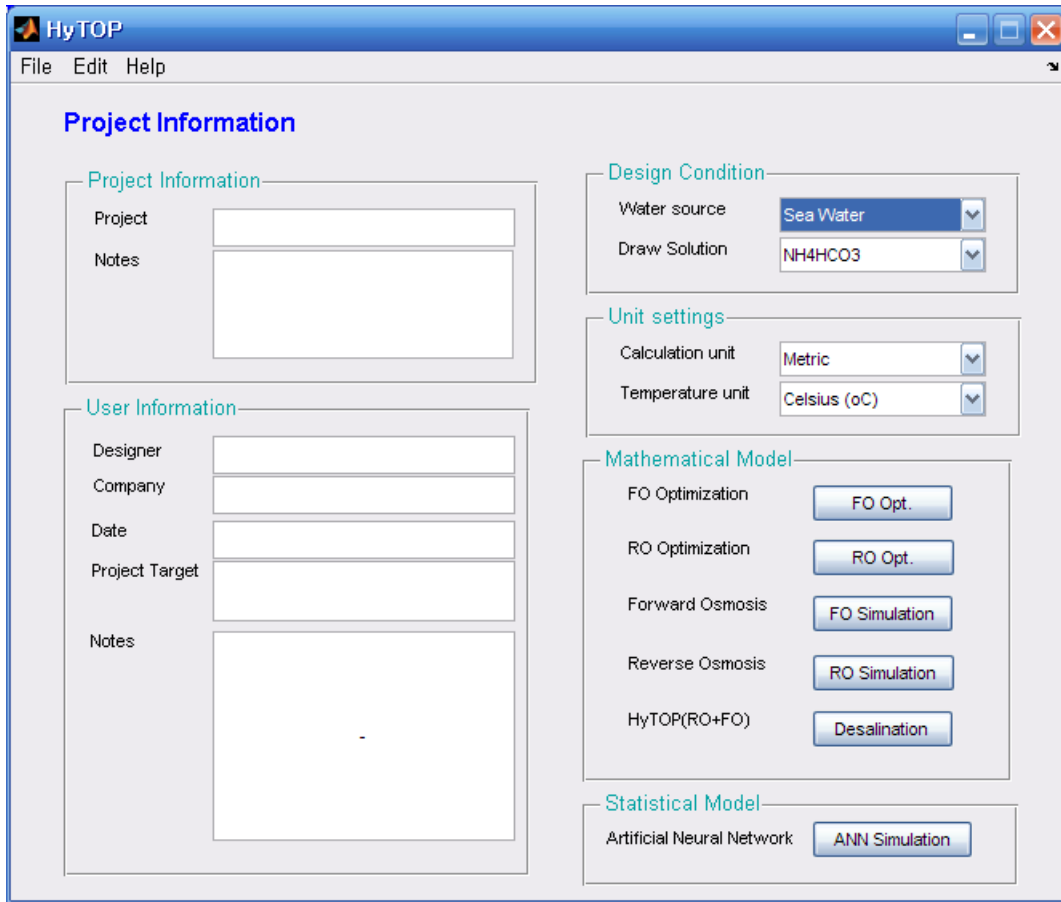 HyTOP
File Edit Help
Project Information
Project Information
Project
Notes
User Information
Designer
Company
Date
Project Target
Notes
-
Design Condition
Water source Sea Water
Draw Solution NH4HCO3
Unit settings
Calculation unit Metric
Temperature unit Celsius (oC)
Mathematical Model
FO Optimization FO Opt.
RO Optimization RO Opt.
Forward Osmosis FO Simulation
Reverse Osmosis RO Simulation
HyTOP(RO+FO) Desalination
Statistical Model
Artificial Neural Network ANN Simulation